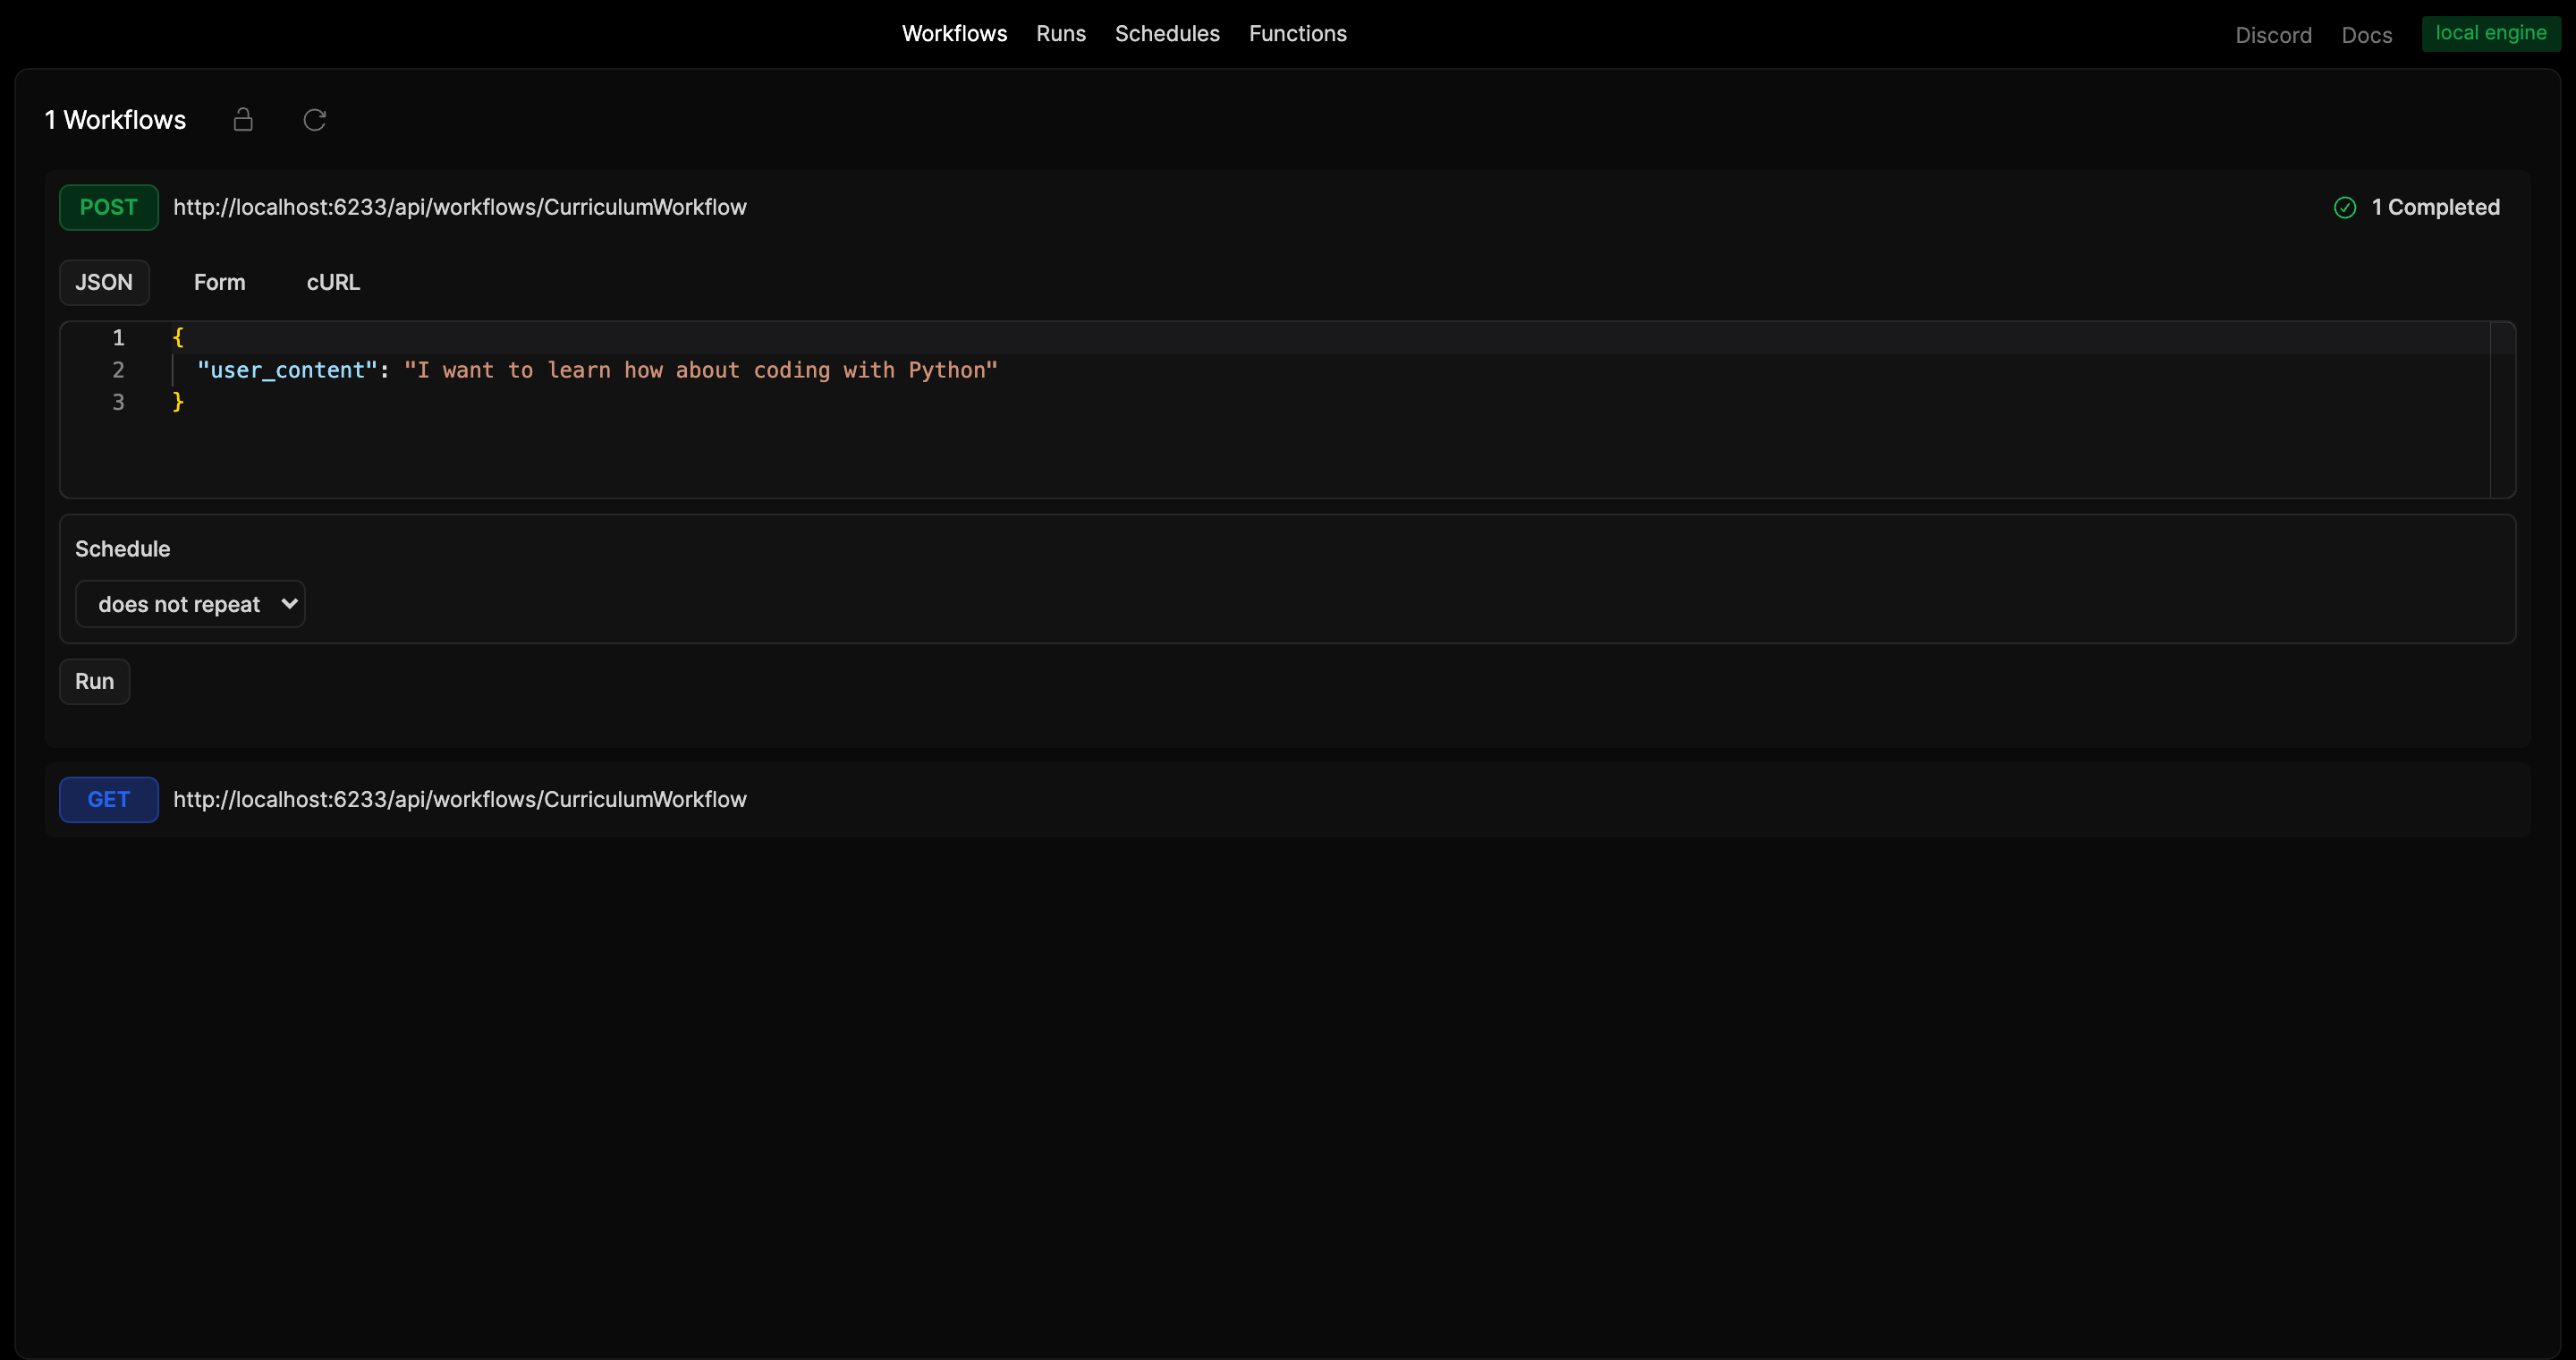 Workflows Runs Schedules Functions Discord Docs local engine
1 Workflows
POST http://localhost:6233/api/workflows/CurriculumWorkflow 1 Completed
JSON Form cURL
1 {
2 "user_content": "I want to learn how about coding with Python"
3 }
Schedule
does not repeat
Run
GET http://localhost:6233/api/workflows/CurriculumWorkflow